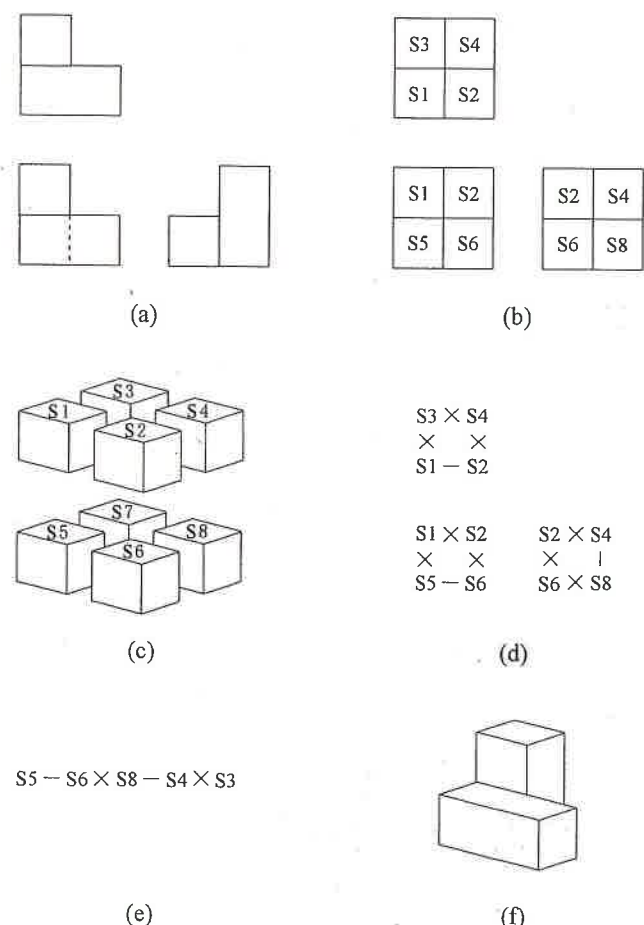 S3 S4
S1 S2
S1 S2 S2 S4
S5 S6 S6 S8
(a) (b)
S3
S1 S4
S2
S7
S5 S8
S6
S3 × S4
× ×
S1 − S2
S1 × S2 S2 × S4
× × × |
S5 − S6 S6 × S8
(c) (d)
S5 − S6 × S8 − S4 × S3
(e) (f)